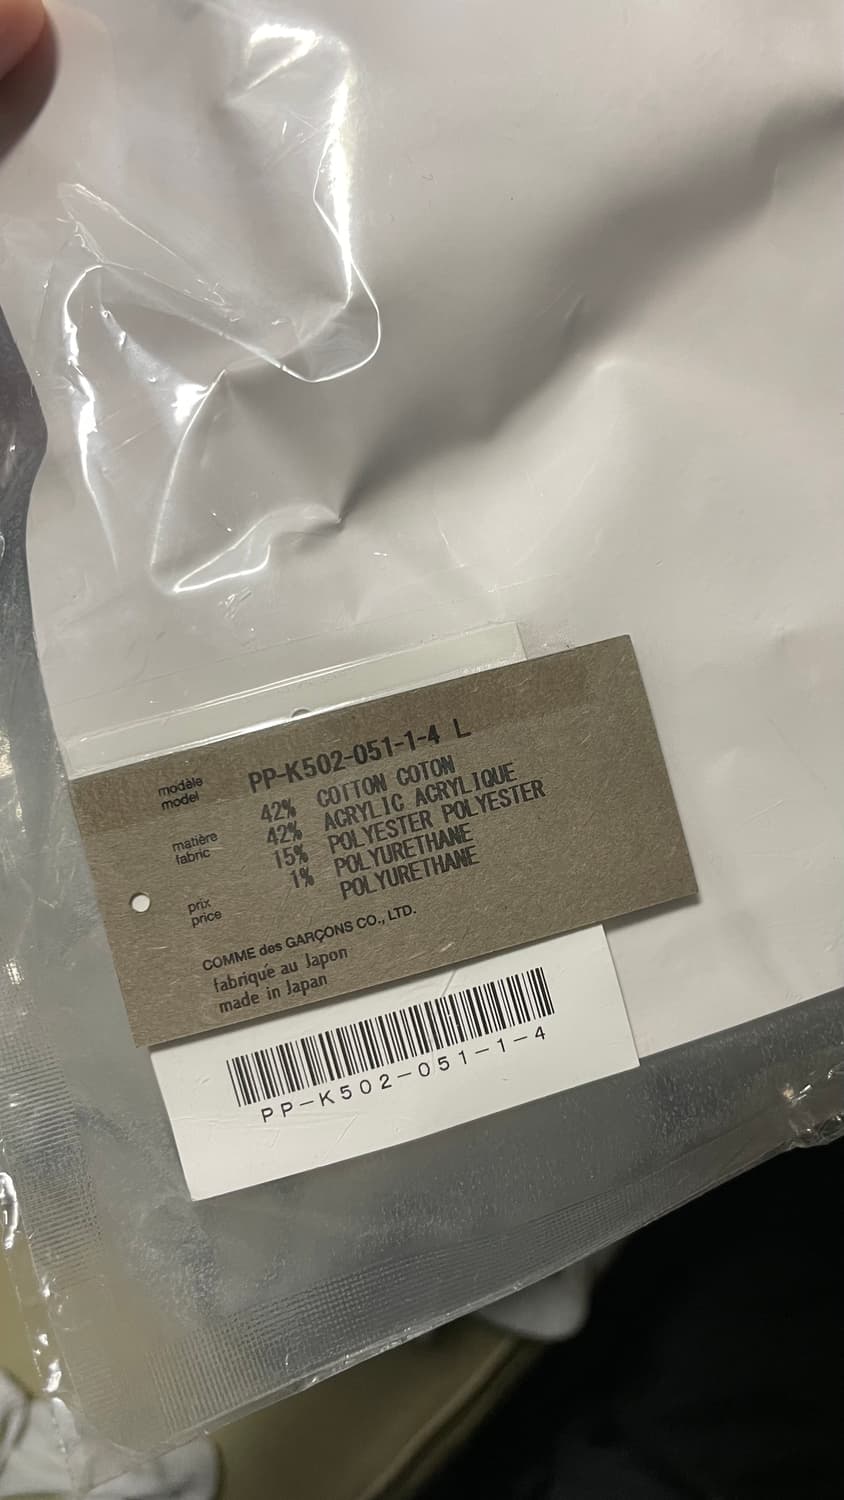 modèle
model
PP-K502-051-1-4 L
matière
fabric
42% COTTON COTON
42% ACRYLIC ACRYLIQUE
15% POLYESTER POLYESTER
1% POLYURETHANE
POLYURETHANE
prix
price
COMME des GARÇONS CO., LTD.
fabriqué au Japon
made in Japan
PP-K502-051-1-4